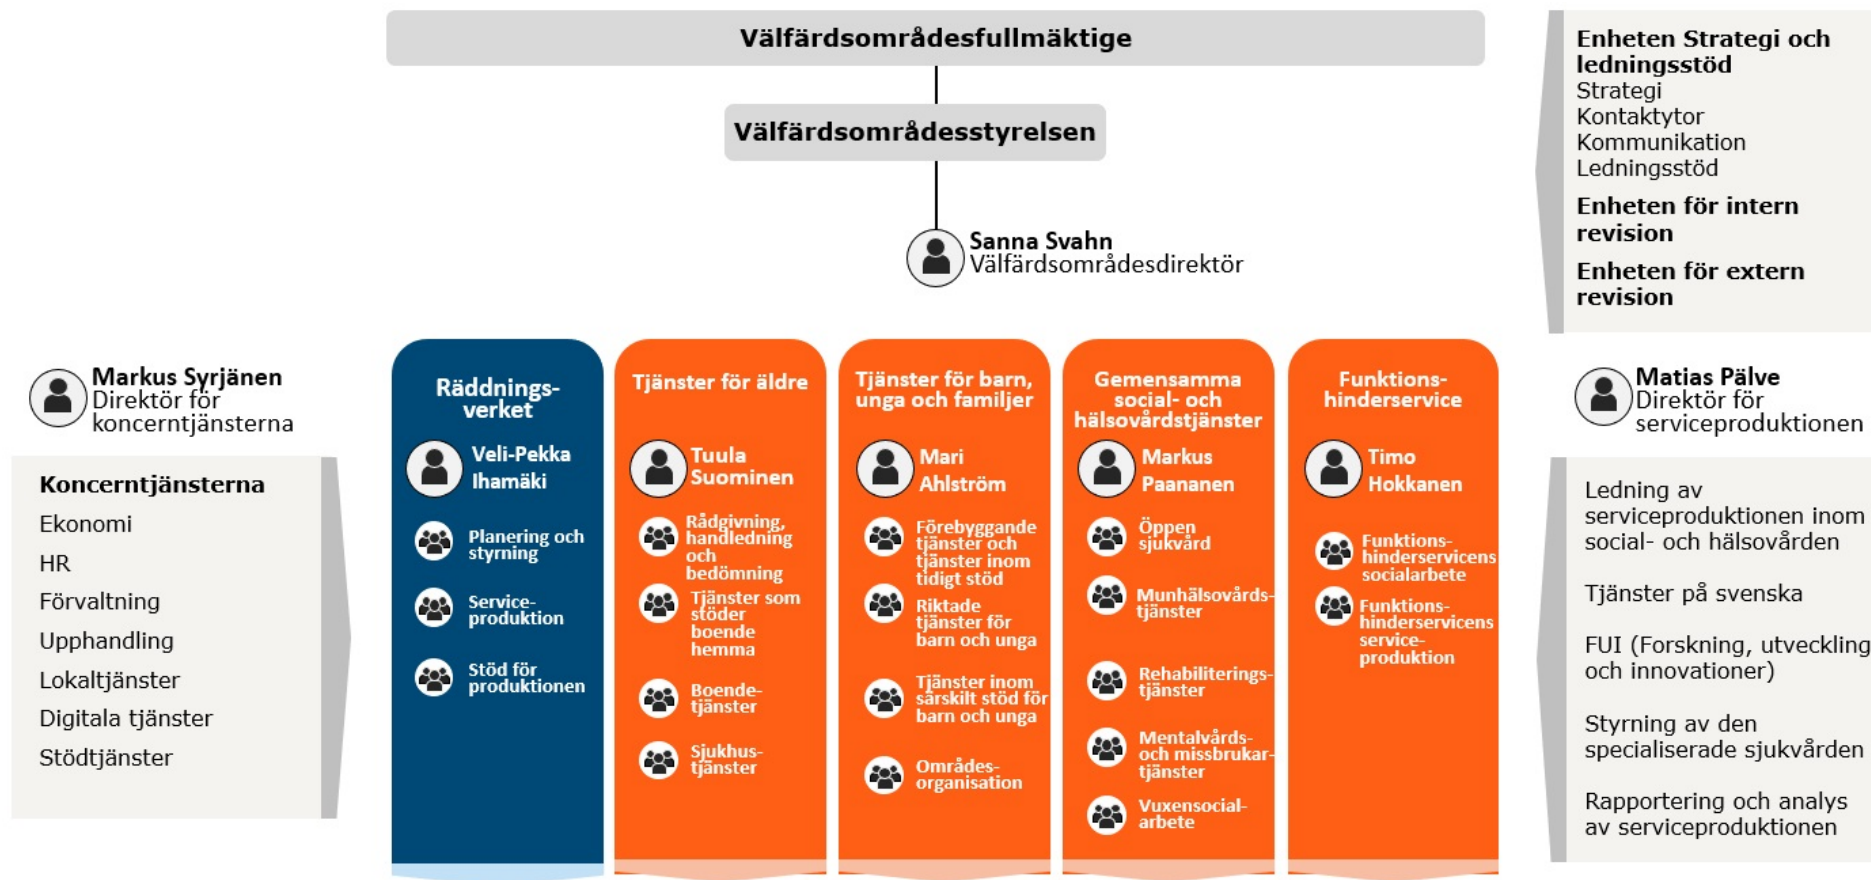 Välfärdsområdesfullmäktige
Välfärdsområdesstyrelsen
Sanna Svahn
Välfärdsområdesdirektör
Enheten Strategi och
ledningsstöd
Strategi
Kontaktytor
Kommunikation
Ledningsstöd
Enheten för intern
revision
Enheten för extern
revision
Markus Syrjänen
Direktör för
koncerntjänsterna
Koncerntjänsterna
Ekonomi
HR
Förvaltning
Upphandling
Lokaltjänster
Digitala tjänster
Stödtjänster
Räddnings-
verket
Veli-Pekka
Ihamäki
Planering och
styrning
Service-
produktion
Stöd för
produktionen
Tjänster för äldre
Tuula
Suominen
Rådgivning,
handledning
och
bedömning
Tjänster som
stöder
boende
hemma
Boende-
tjänster
Sjukhus-
tjänster
Tjänster för barn,
unga och familjer
Mari
Ahlström
Förebyggande
tjänster och
tjänster inom
tidigt stöd
Riktade
tjänster för
barn och unga
Tjänster inom
särskilt stöd för
barn och unga
Områdes-
organisation
Gemensamma
social- och
hälsovårdstjänster
Markus
Paananen
Öppen
sjukvård
Munhälsovårds-
tjänster
Rehabiliterings-
tjänster
Mentalvårds-
och missbrukar-
tjänster
Vuxensocial-
arbete
Funktions-
hinderservice
Timo
Hokkanen
Funktions-
hinderservicens
socialarbete
Funktions-
hinderservicens
service-
produktion
Matias Pälve
Direktör för
serviceproduktionen
Ledning av
serviceproduktionen inom
social- och hälsovården
Tjänster på svenska
FUI (Forskning, utveckling
och innovationer)
Styrning av den
specialiserade sjukvården
Rapportering och analys
av serviceproduktionen